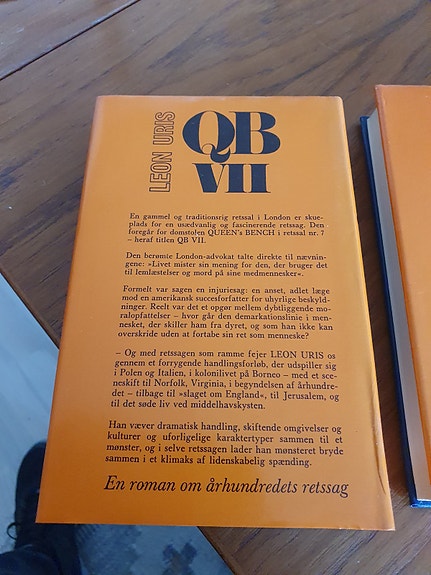 LEON URIS
QB
VII
En gammel og traditionsrig retssal i London er skue-
plads for en usædvanlig og fascinerende retssag. Den
foregår for domstolen QUEEN's BENCH i retssal nr. 7
– heraf titlen QB VII.
Den berømte London-advokat talte direkte til nævnin-
gene: »Livet mister sin mening for den, der bruger det
til lemlæstelser og mord på sine medmennesker«.
Formelt var sagen en injuriesag: en anset, adlet læge
mod en amerikansk succesforfatter for uhyrlige beskyld-
ninger. Reelt var det et opgør mellem dybtliggende mo-
ralopfattelser – hvor går den demarkationslinie i men-
nesket, der skiller ham fra dyret, og som han ikke kan
overskride uden at fortabe sin ret som menneske?
– Og med retssagen som ramme fejer LEON URIS os
gennem et forrygende handlingsforløb, der udspiller sig
i Polen og Italien, i kolonilivet på Borneo – med et sce-
neskift til Norfolk, Virginia, i begyndelsen af århundre-
det – tilbage til »slaget om England«, til Jerusalem, og
til det søde liv ved middelhavskysten.
Han væver dramatisk handling, skiftende omgivelser og
kulturer og uforligelige karaktertyper sammen til et
mønster, og i selve retssagen lader han mønsteret bryde
sammen i et klimaks af lidenskabelig spænding.
En roman om århundredets retssag